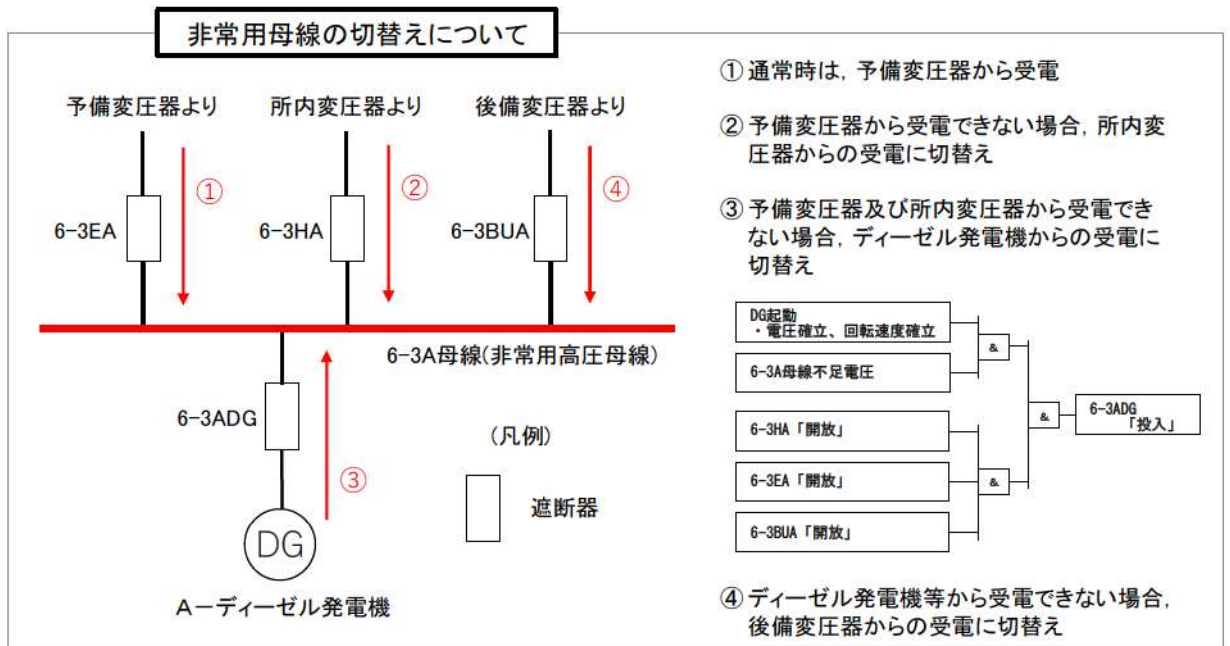 非常用母線の切替えについて
予備変圧器より
所内変圧器より
後備変圧器より
①
②
④
6-3EA
6-3HA
6-3BUA
6-3A母線(非常用高圧母線)
6-3ADG
③
(凡例)
遮断器
DG
A-ディーゼル発電機
① 通常時は，予備変圧器から受電
② 予備変圧器から受電できない場合，所内変
圧器からの受電に切替え
③ 予備変圧器及び所内変圧器から受電でき
ない場合，ディーゼル発電機からの受電に
切替え
DG起動
・電圧確立、回転速度確立
&
6-3A母線不足電圧
6-3HA「開放」
&
6-3ADG
「投入」
6-3EA「開放」
&
6-3BUA「開放」
④ ディーゼル発電機等から受電できない場合，
後備変圧器からの受電に切替え